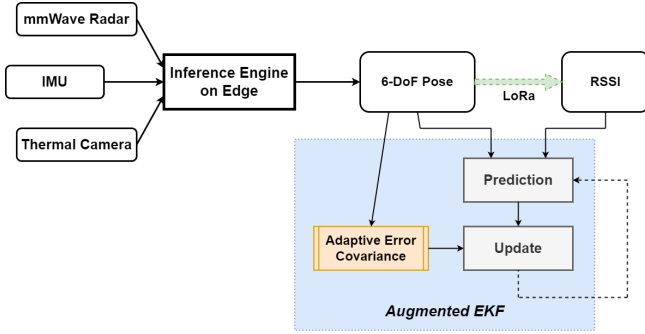 mmWave Radar
IMU
Thermal Camera
Inference Engine
on Edge
6-DoF Pose
LoRa
RSSI
Prediction
Adaptive Error
Covariance
Update
Augmented EKF